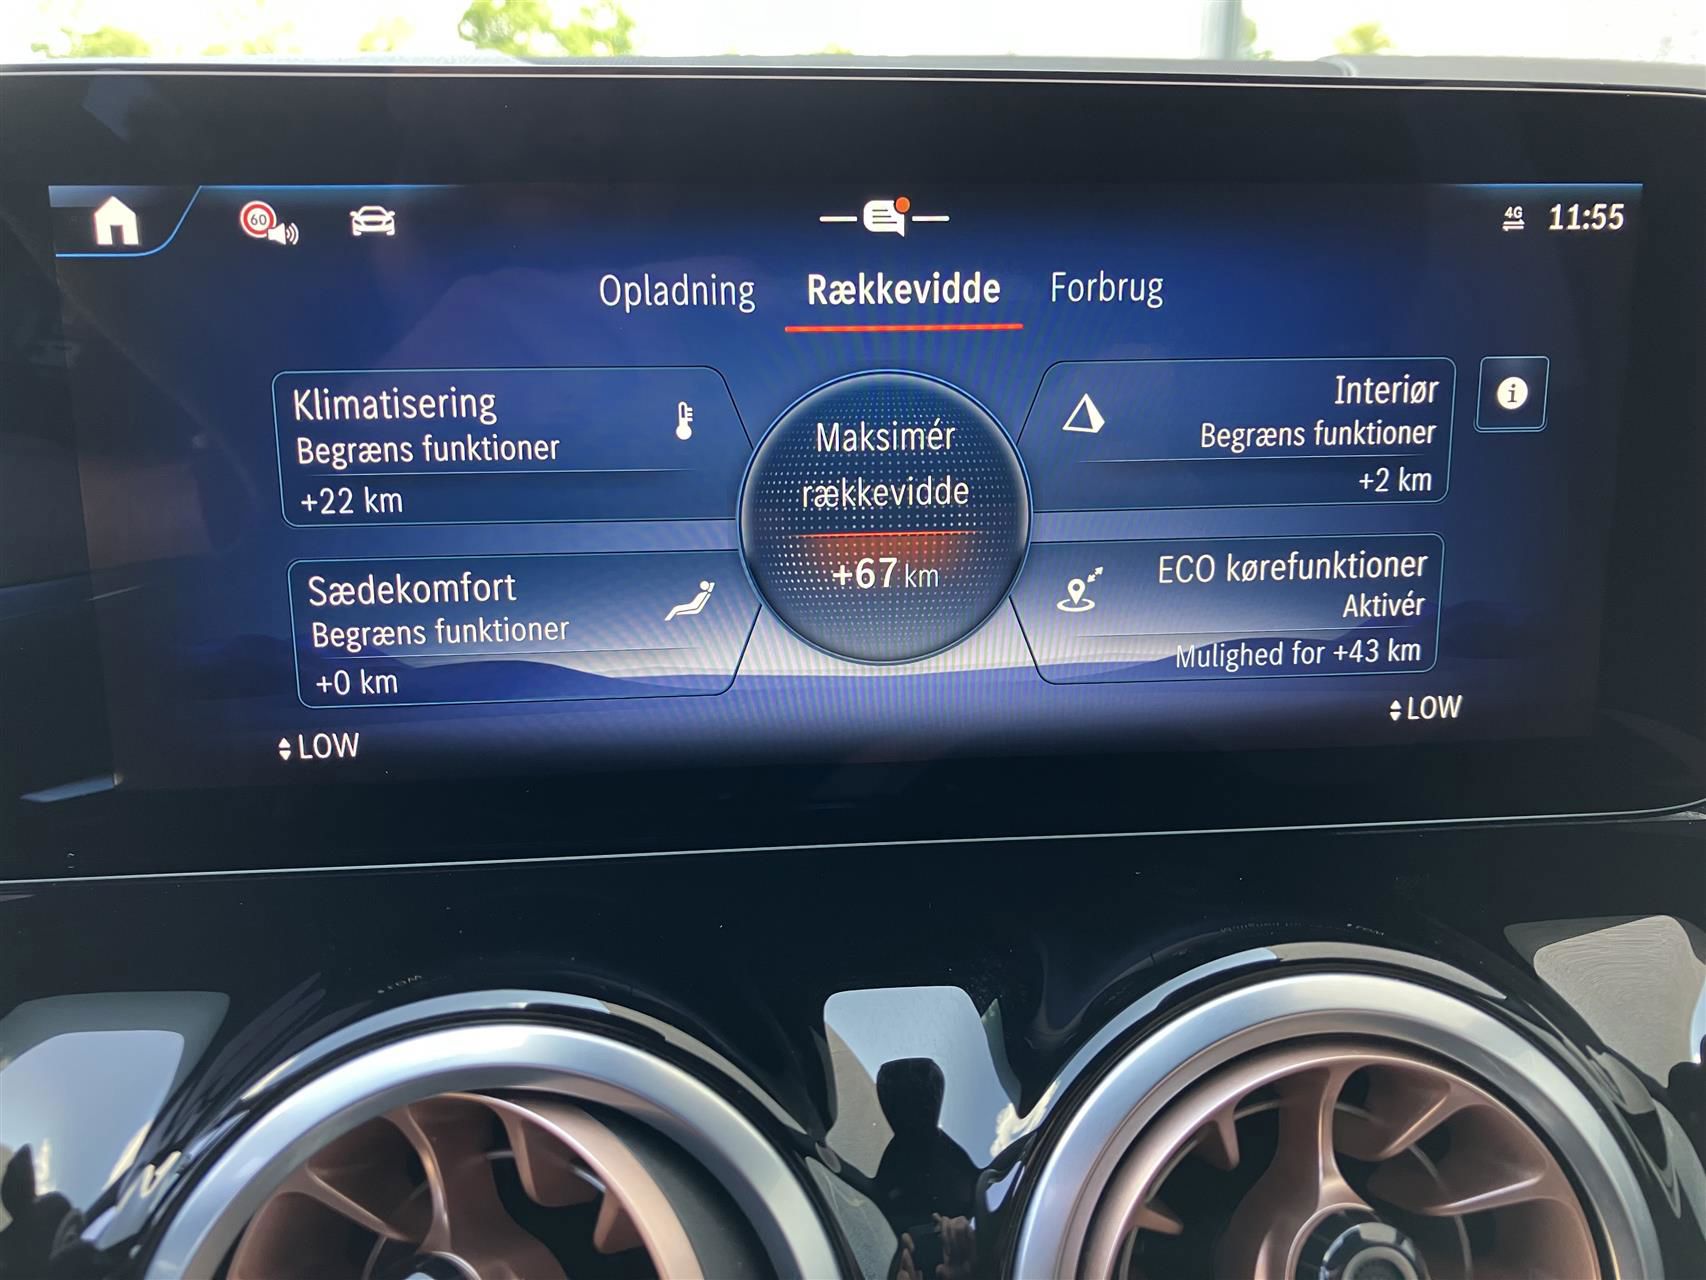 60
4G
11:55
Opladning
Rækkevidde
Forbrug
Klimatisering
Begræns funktioner
+22 km
Maksimér
rækkevidde
+67 km
Interiør
Begræns funktioner
+2 km
i
Sædekomfort
Begræns funktioner
+0 km
ECO kørefunktioner
Aktivér
Mulighed for +43 km
LOW
LOW